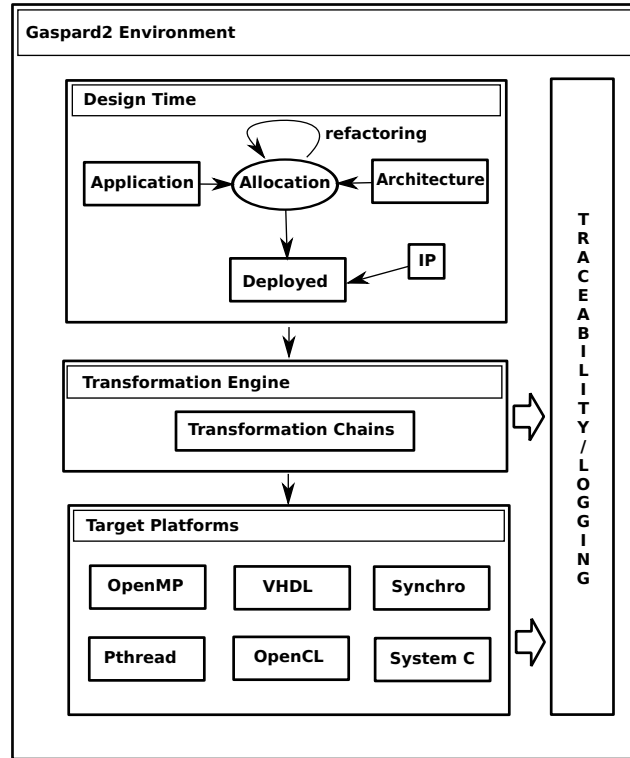 Gaspard2 Environment
Design Time
refactoring
Application
Allocation
Architecture
IP
Deployed
Transformation Engine
Transformation Chains
Target Platforms
OpenMP
VHDL
Synchro
Pthread
OpenCL
System C
TRACEABILITY/LOGGING